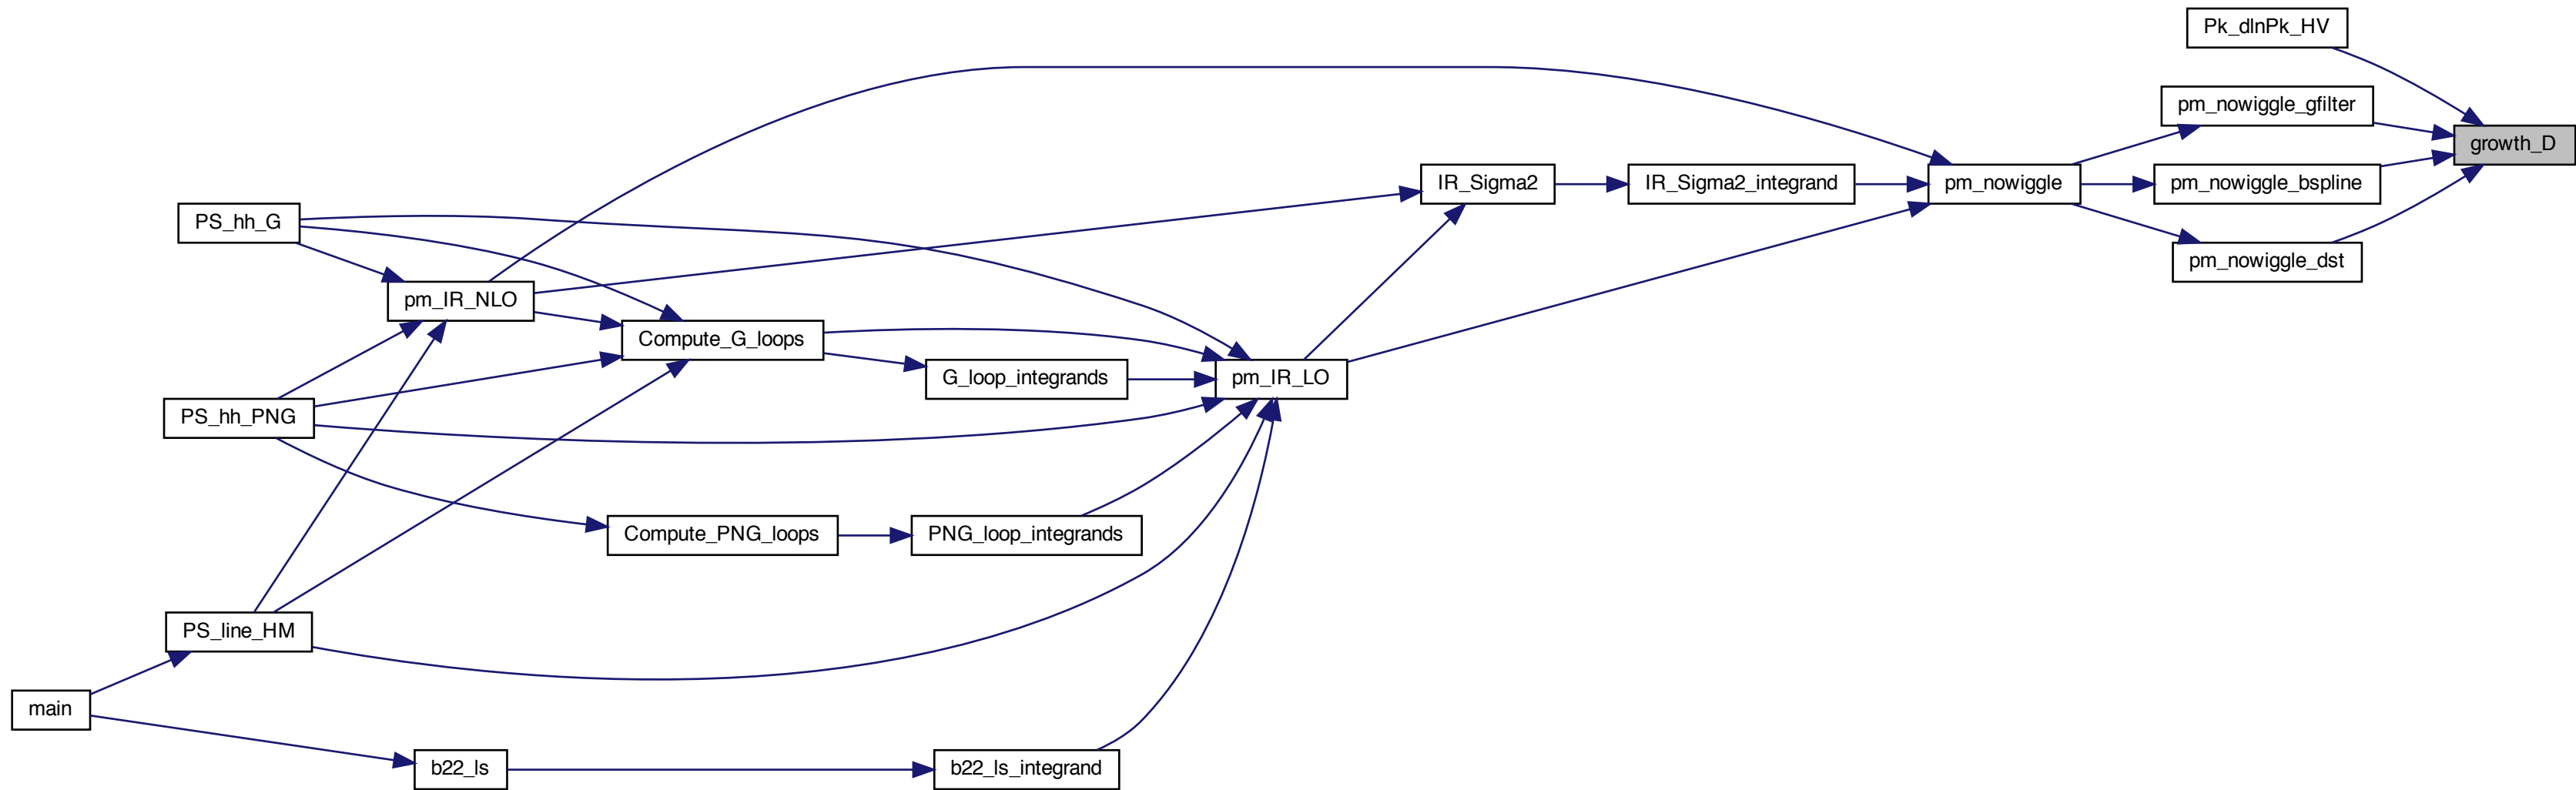 Pk_dlnPk_HV
pm_nowiggle_gfilter
growth_D
IR_Sigma2
IR_Sigma2_integrand
pm_nowiggle
pm_nowiggle_bspline
PS_hh_G
pm_nowiggle_dst
pm_IR_NLO
Compute_G_loops
G_loop_integrands
pm_IR_LO
PS_hh_PNG
Compute_PNG_loops
PNG_loop_integrands
PS_line_HM
main
b22_ls
b22_ls_integrand